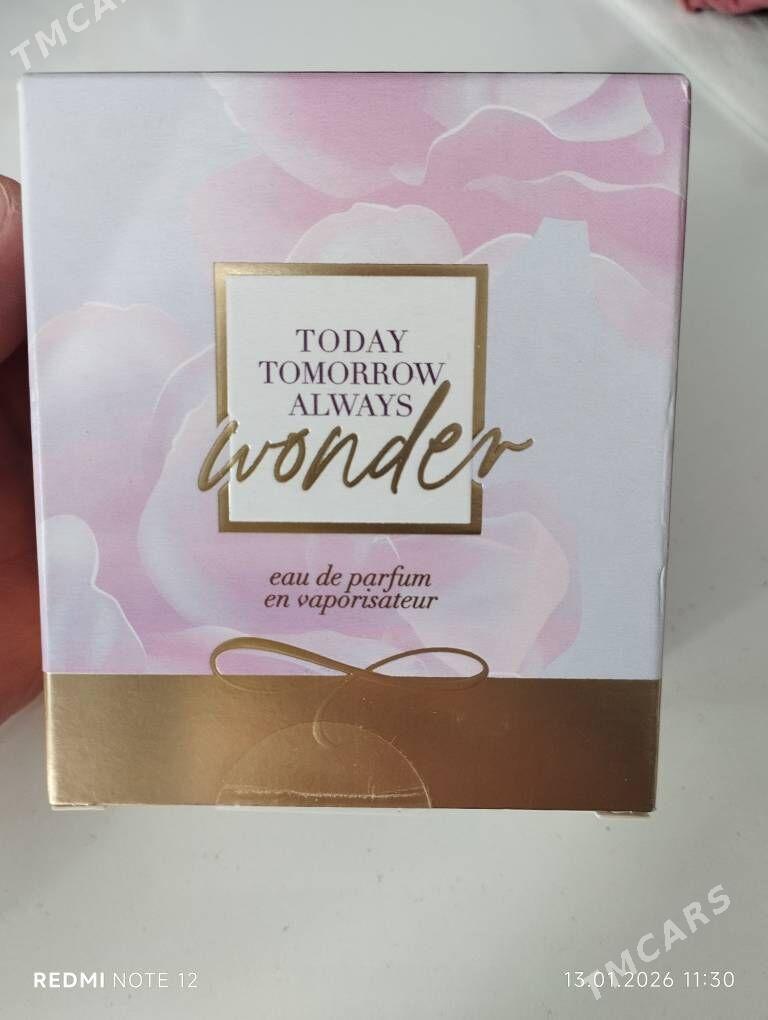 TMCARS
TODAY
TOMORROW
ALWAYS
wonder
eau de parfum
en vaporisateur
TMCARS
REDMI NOTE 12
13.01.2026 11:30